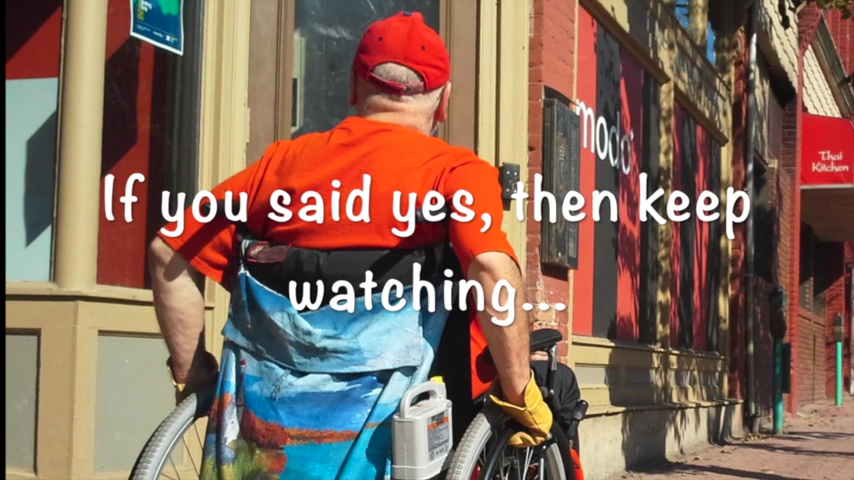 If you said yes, then keep
watching...
modo
Thai
Kitchen